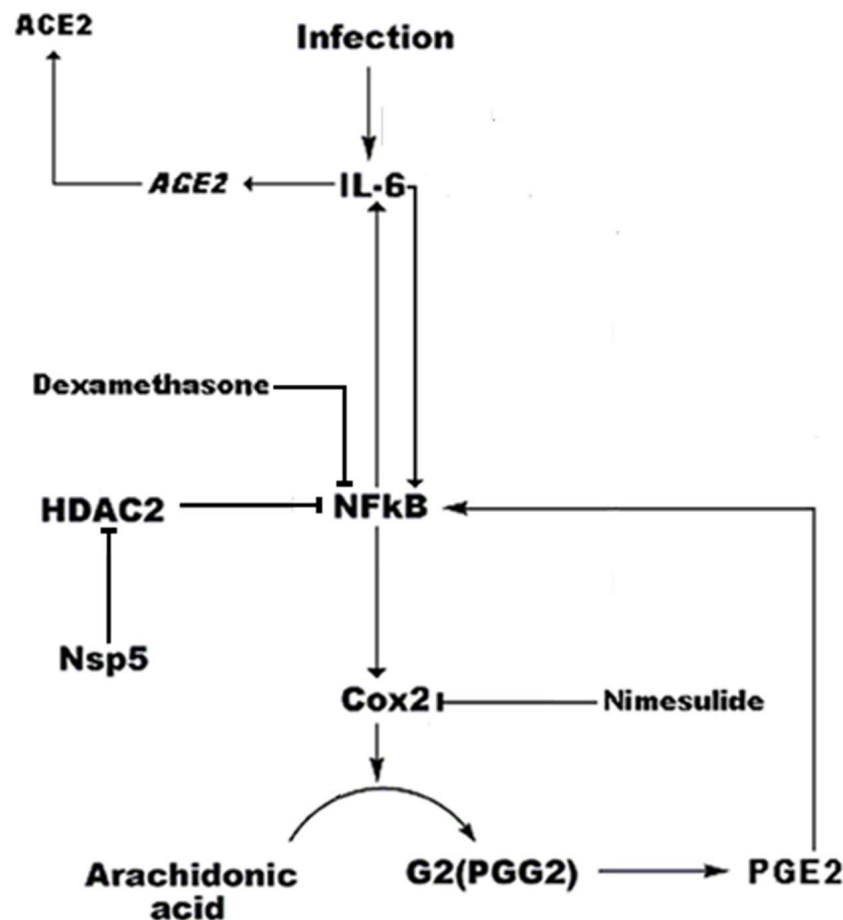 ACE2
Infection
ACE2
IL-6
Dexamethasone
HDAC2
NFkB
Nsp5
Cox2
Nimesulide
Arachidonic
acid
G2(PGG2)
PGE2